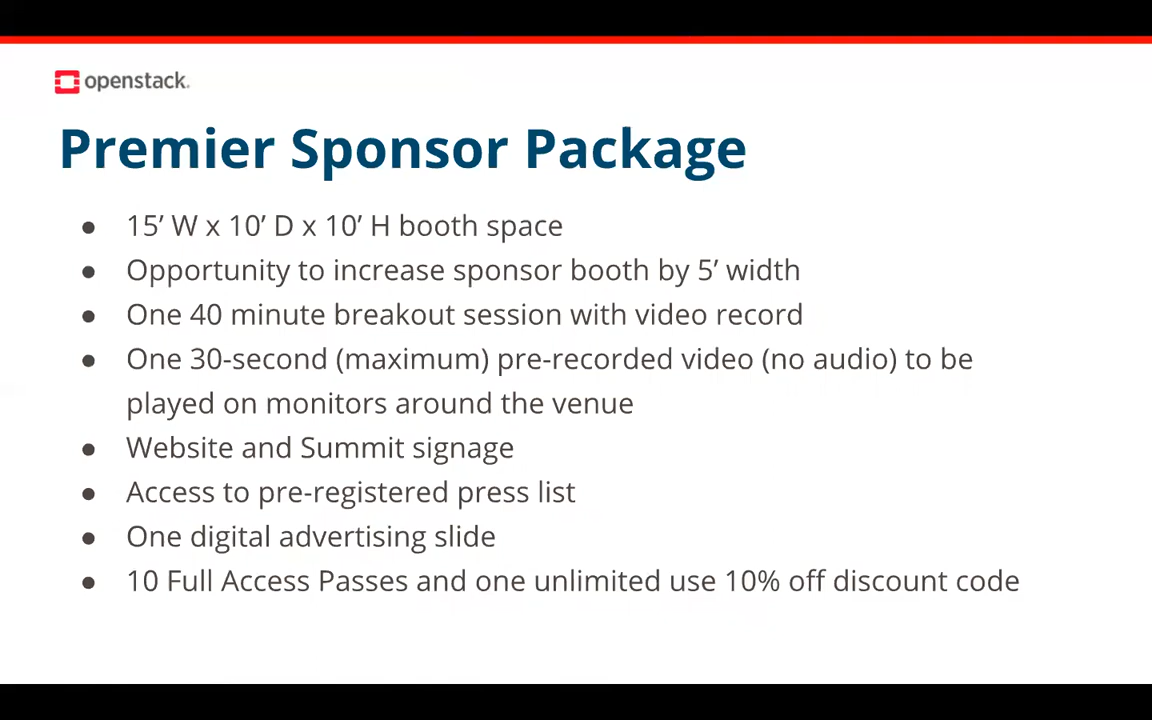 openstack.
Premier Sponsor Package
● 15’ W x 10’ D x 10’ H booth space
● Opportunity to increase sponsor booth by 5’ width
● One 40 minute breakout session with video record
● One 30-second (maximum) pre-recorded video (no audio) to be
played on monitors around the venue
● Website and Summit signage
● Access to pre-registered press list
● One digital advertising slide
● 10 Full Access Passes and one unlimited use 10% off discount code